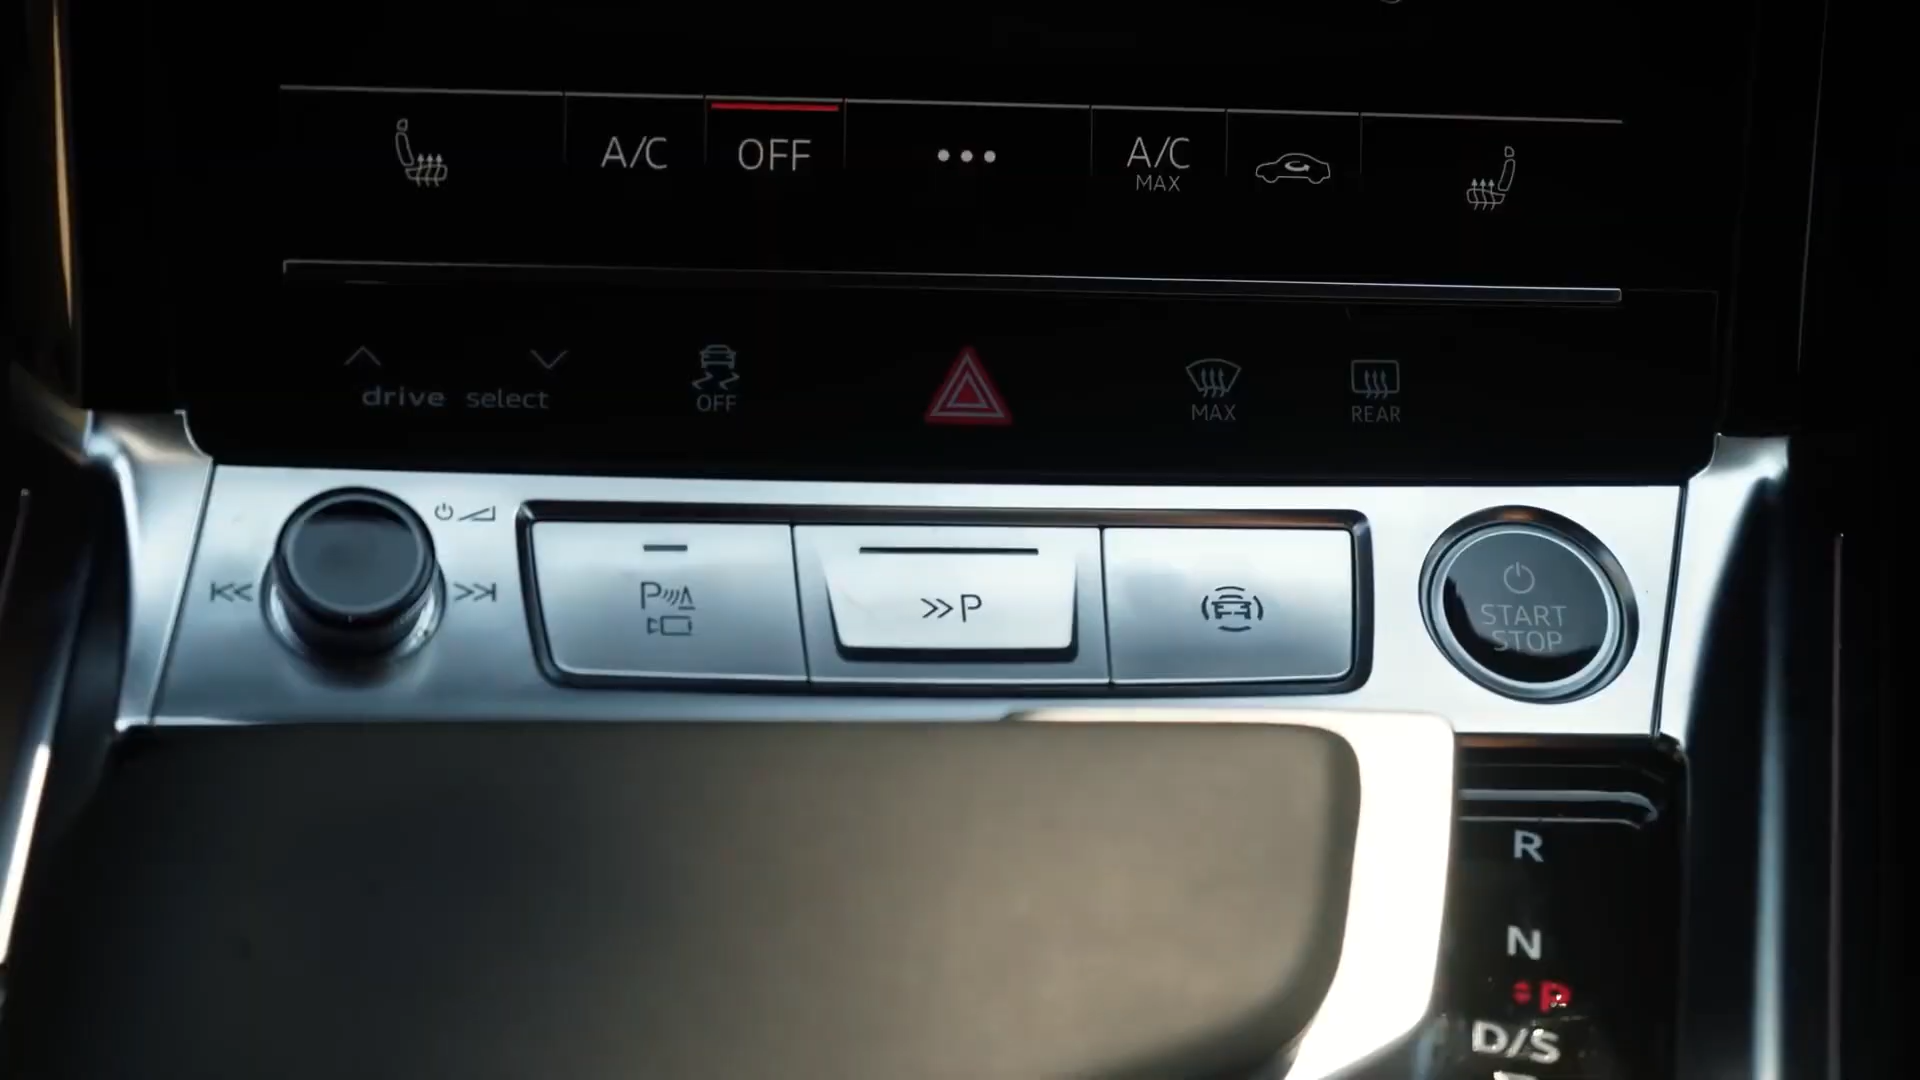 A/C
OFF
A/C
MAX
drive select
OFF
MAX
REAR
P
P
START
STOP
R
N
P
D/S